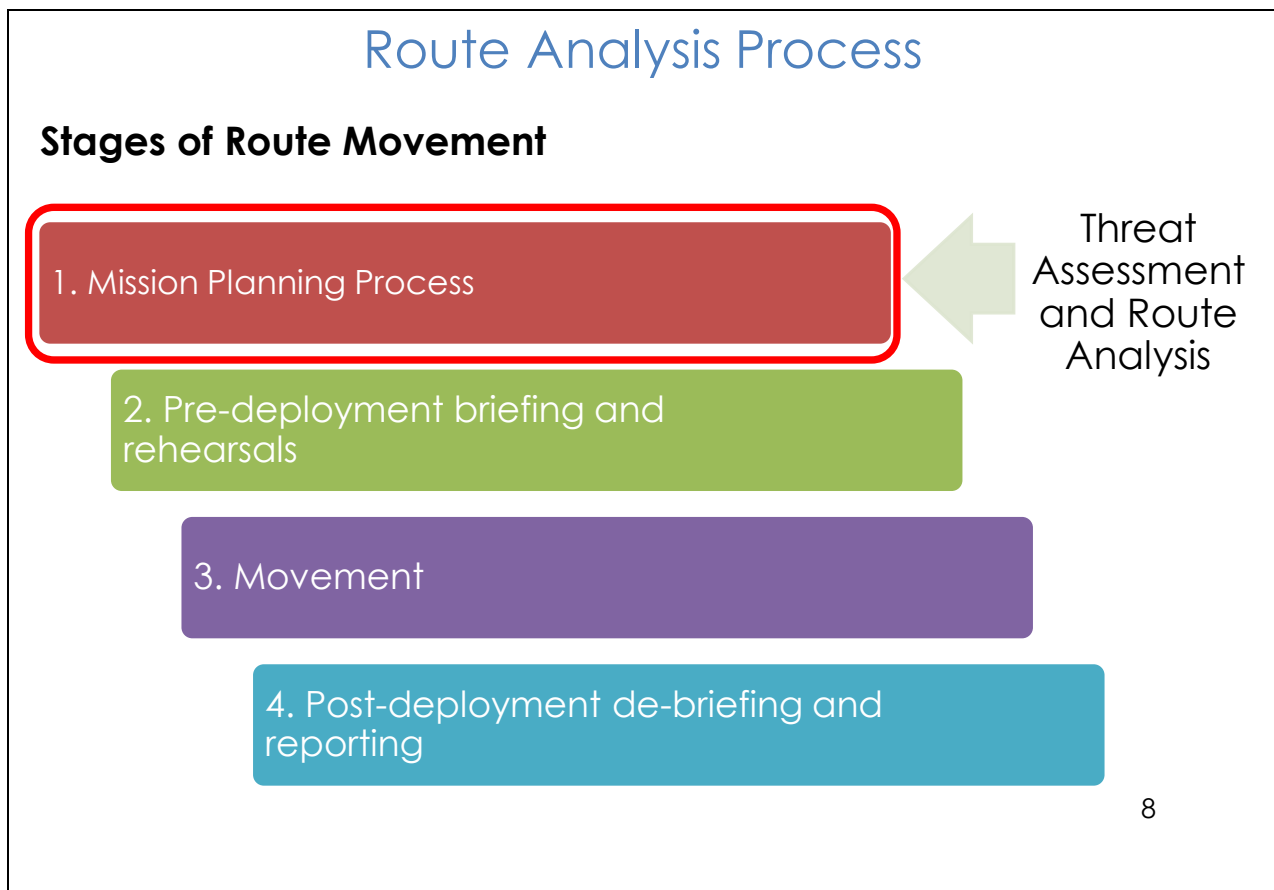 Route Analysis Process
Stages of Route Movement
1. Mission Planning Process
Threat
Assessment
and Route
Analysis
2. Pre-deployment briefing and
rehearsals
3. Movement
4. Post-deployment de-briefing and
reporting
8